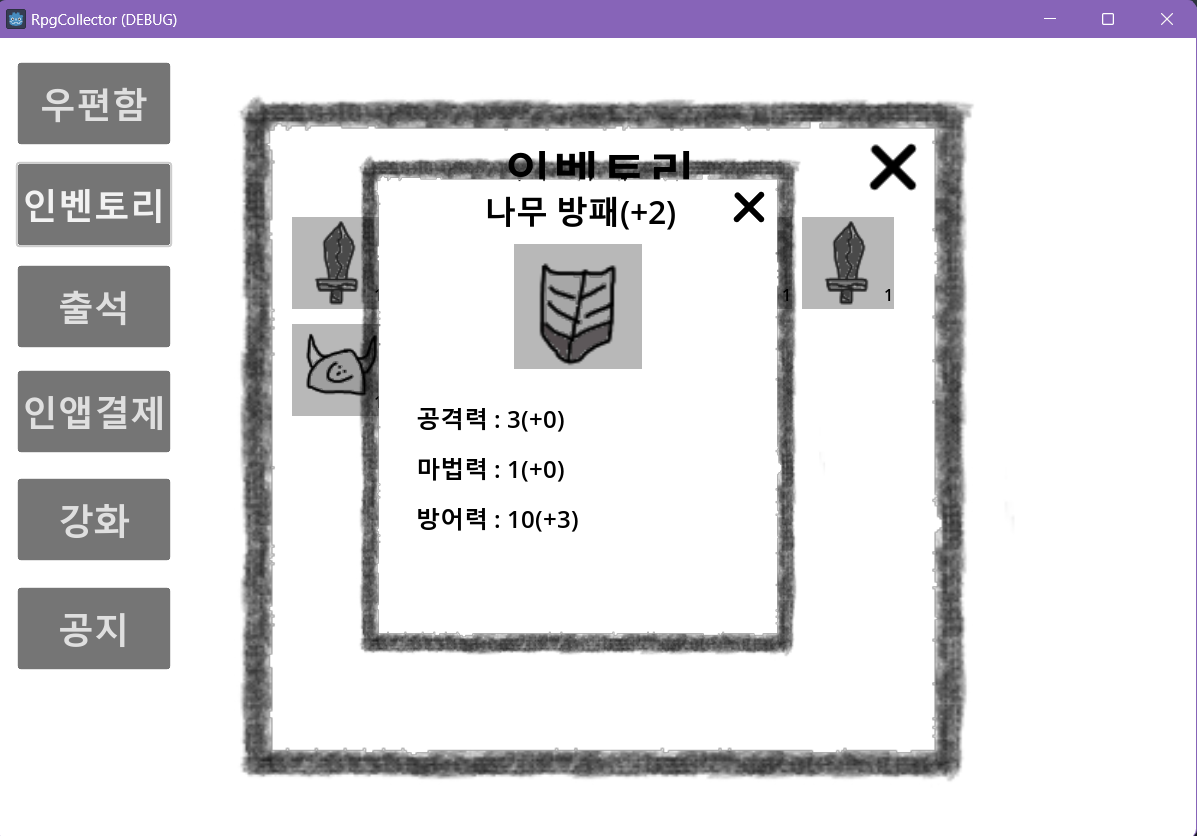 RpgCollector (DEBUG)
우편함
인벤토리
출석
인앱결제
강화
공지
인벤토리
나무 방패(+2)
1
1
공격력 : 3(+0)
마법력 : 1(+0)
방어력 : 10(+3)